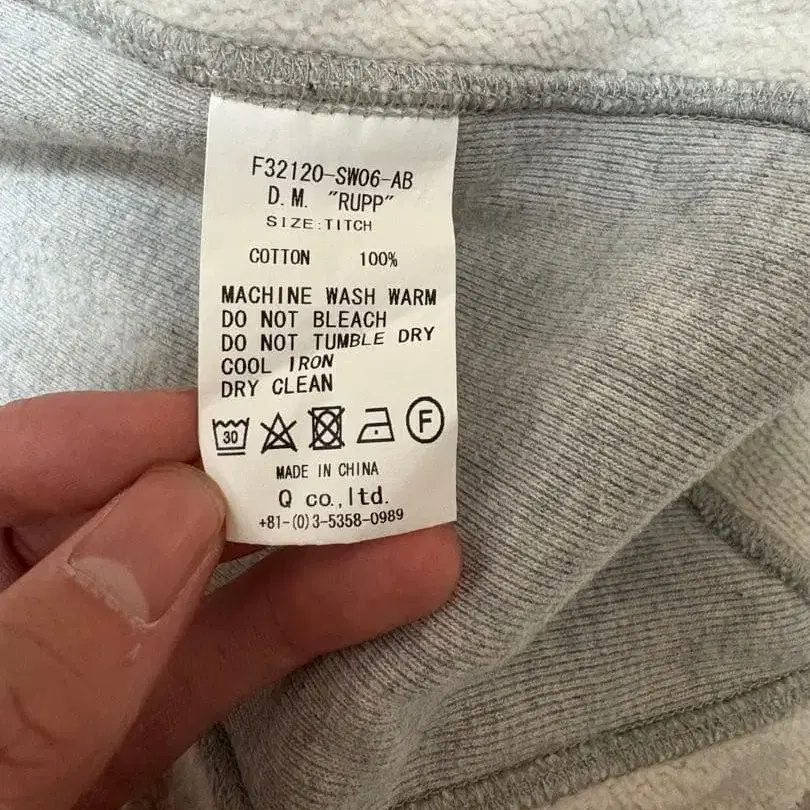 F32120-SW06-AB
D.M. "RUPP"
SIZE:TITCH
COTTON 100%
MACHINE WASH WARM
DO NOT BLEACH
DO NOT TUMBLE DRY
COOL IRON
DRY CLEAN
30 F
MADE IN CHINA
Q co.,ltd.
+81-(0)3-5358-0989